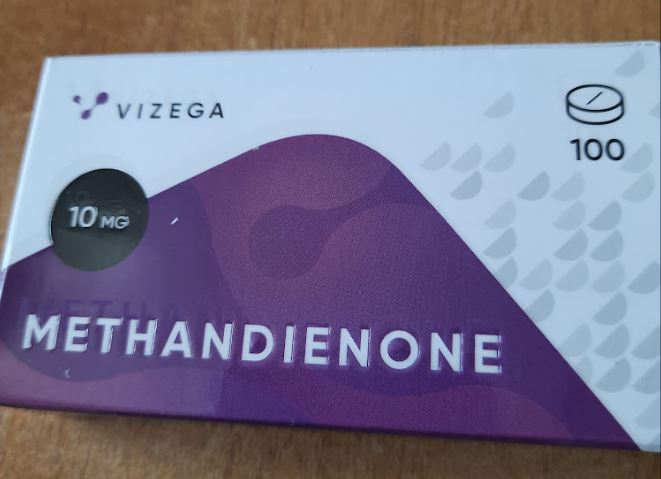 VIZEGA
100
10 MG
METHANDIENONE